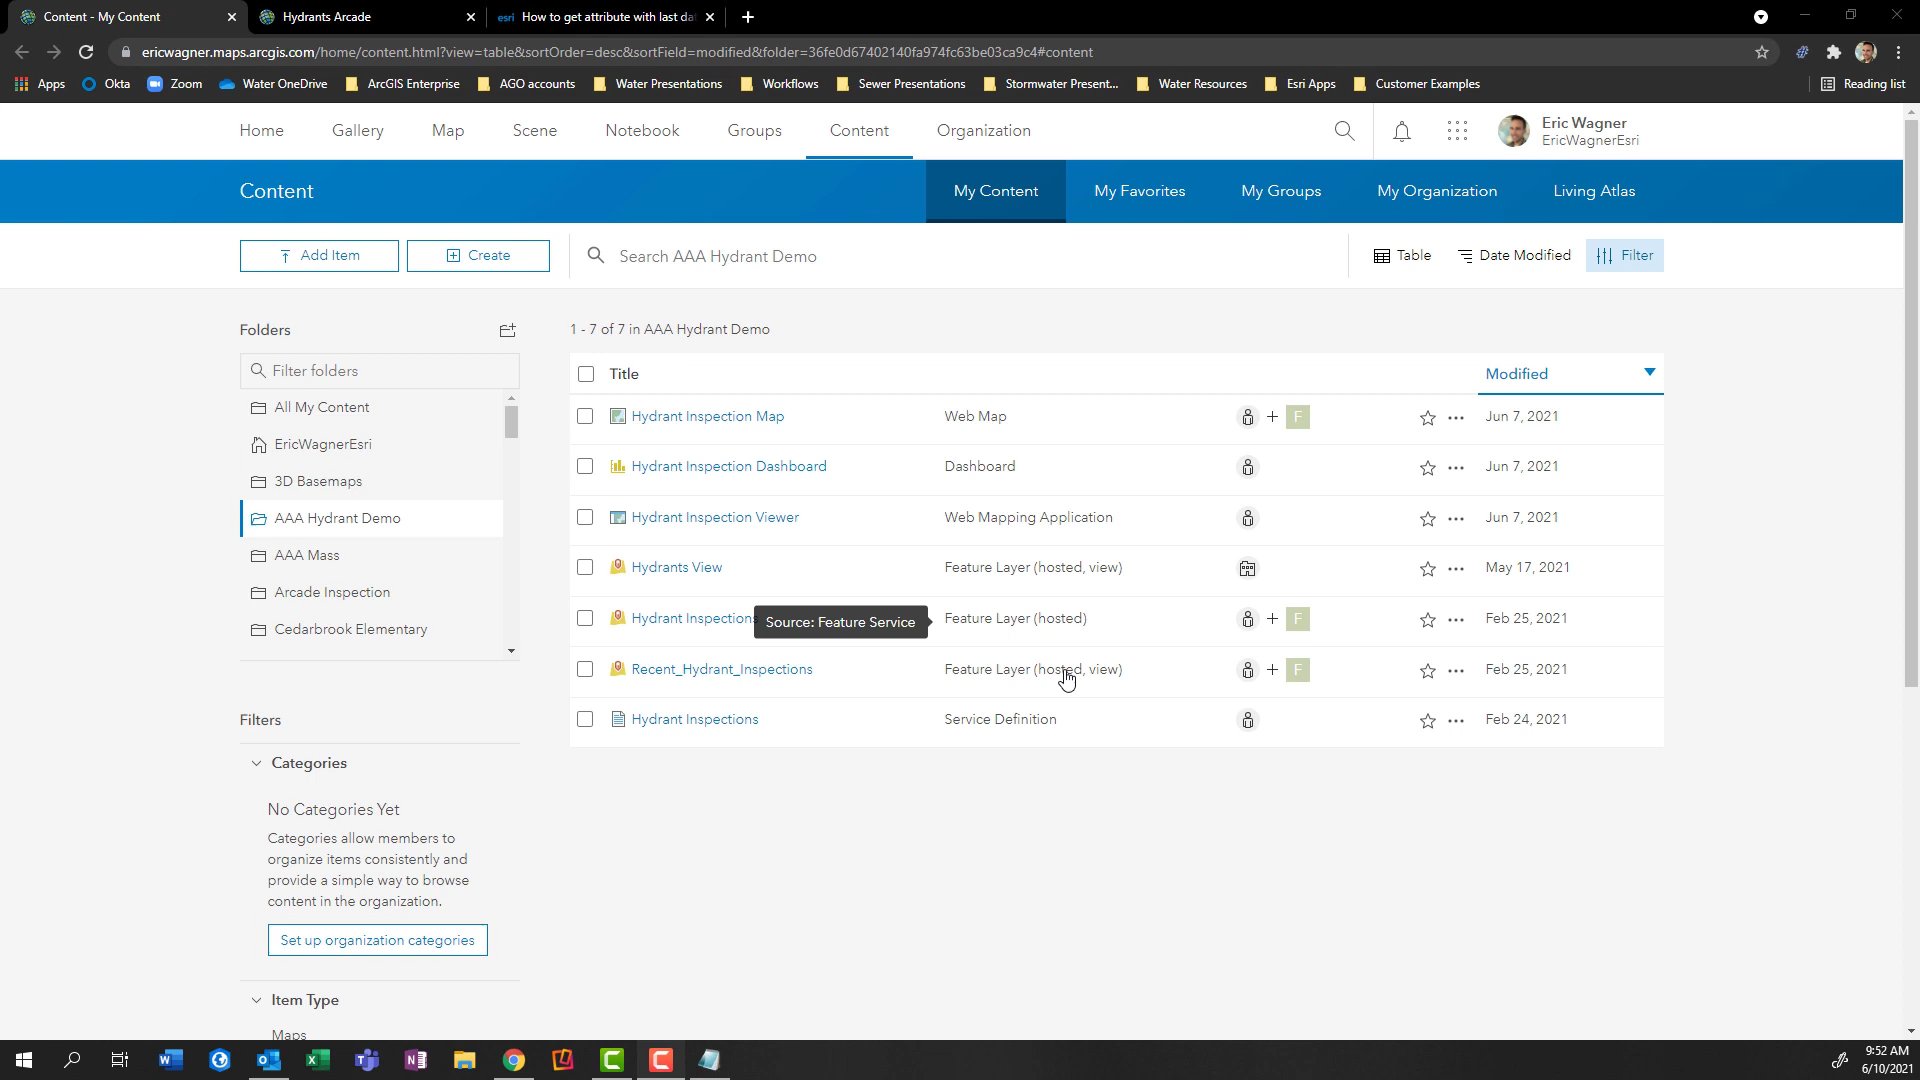 Content - My Content
Hydrants Arcade
esri How to get attribute with last da
ericwagner.maps.arcgis.com/home/content.html?view=table&sortOrder=desc&sortField=modified&folder=36fe0d67402140fa974fc63be03ca9c4#content
Apps Okta Zoom Water OneDrive ArcGIS Enterprise AGO accounts Water Presentations Workflows Sewer Presentations Stormwater Present... Water Resources Esri Apps Customer Examples Reading list
Home Gallery Map Scene Notebook Groups Content Organization
Eric Wagner
EricWagnerEsri
Content My Content My Favorites My Groups My Organization Living Atlas
Add Item Create Search AAA Hydrant Demo Table Date Modified Filter
Folders
Filter folders
All My Content
EricWagnerEsri
3D Basemaps
AAA Hydrant Demo
AAA Mass
Arcade Inspection
Cedarbrook Elementary
Filters
Categories
No Categories Yet
Categories allow members to
organize items consistently and
provide a simple way to browse
content in the organization.
Set up organization categories
Item Type
Maps
1 - 7 of 7 in AAA Hydrant Demo
Title Modified
Hydrant Inspection Map Web Map + F Jun 7, 2021
Hydrant Inspection Dashboard Dashboard Jun 7, 2021
Hydrant Inspection Viewer Web Mapping Application Jun 7, 2021
Hydrants View Feature Layer (hosted, view) May 17, 2021
Hydrant Inspections Source: Feature Service Feature Layer (hosted) + F Feb 25, 2021
Recent_Hydrant_Inspections Feature Layer (hosted, view) + F Feb 25, 2021
Hydrant Inspections Service Definition Feb 24, 2021
9:52 AM
6/10/2021